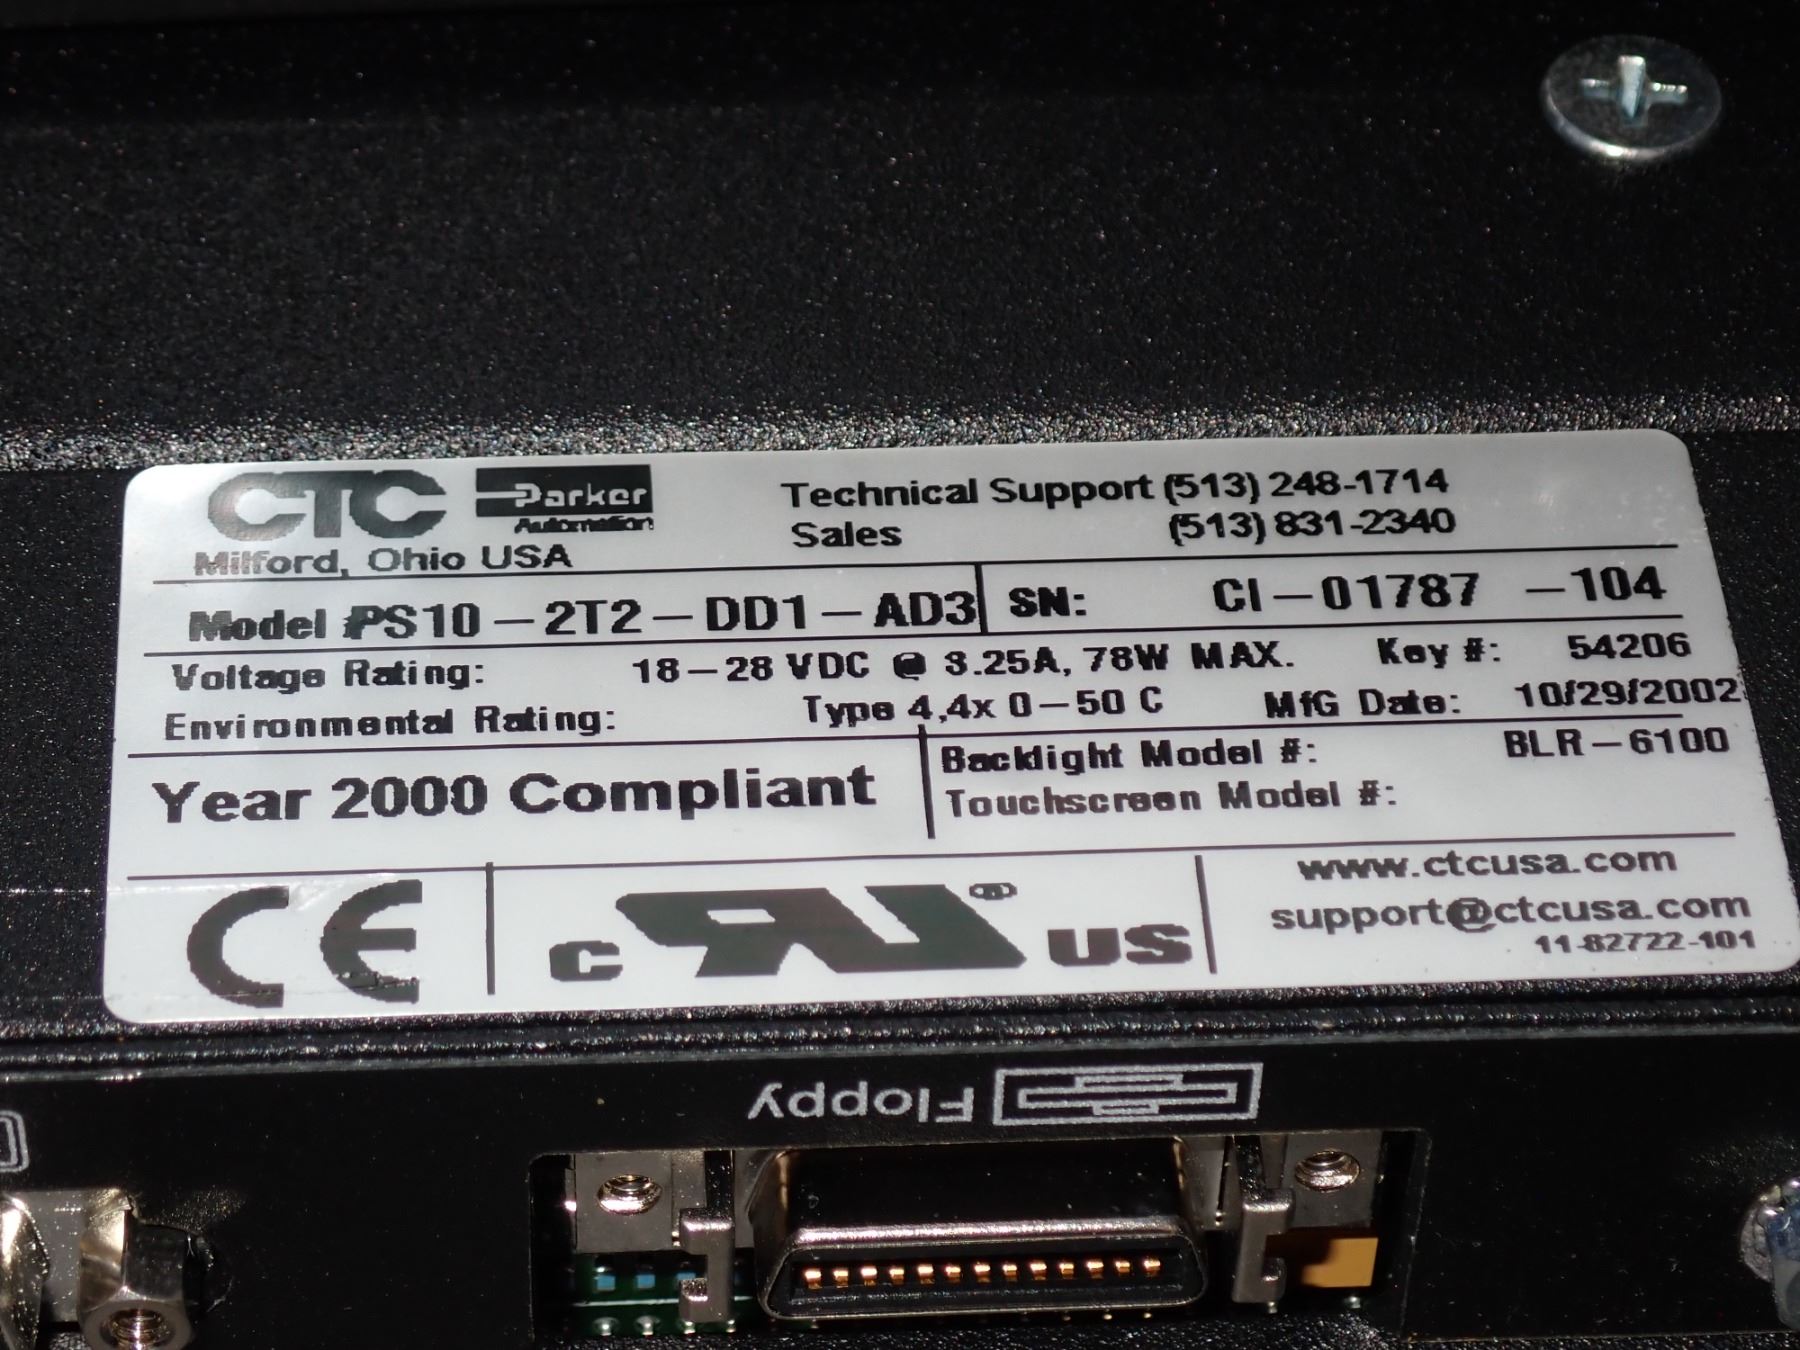 CTC Parker Automation
Milford, Ohio USA
Technical Support (513) 248-1714
Sales (513) 831-2340
Model #PS10-2T2-DD1-AD3 SN: CI-01787 -104
Voltage Rating: 18-28 VDC @ 3.25A, 78W MAX. Key #: 54206
Environmental Rating: Type 4,4x 0-50 C MfG Date: 10/29/2002
Year 2000 Compliant
Backlight Model #: BLR-6100
Touchscreen Model #:
CE
c RU ® US
www.ctcusa.com
support@ctcusa.com
11-82722-101
Floppy